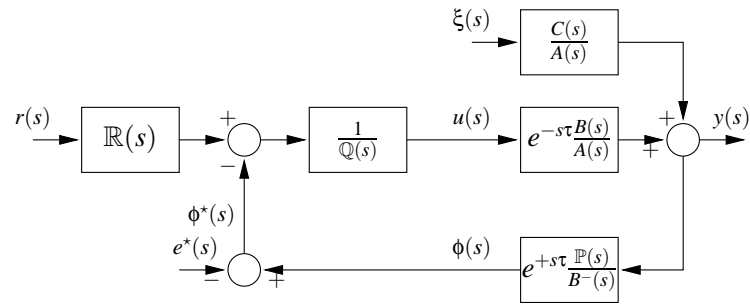 ξ(s)
C(s)
A(s)
r(s)
ℝ(s)
+
−
1
ℚ(s)
u(s)
e^{−sτ} B(s)
A(s)
+
+
y(s)
ϕ⋆(s)
e⋆(s)
−
+
ϕ(s)
e^{+sτ} ℙ(s)
B⁻(s)